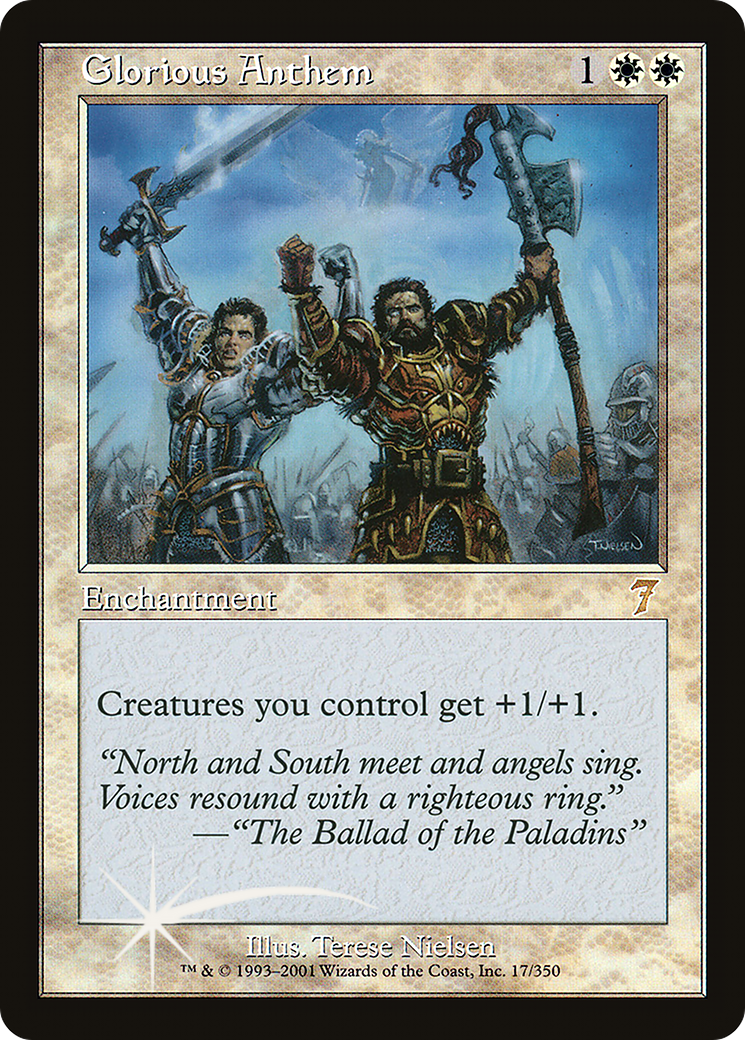 Glorious Anthem 1
T.NIELSEN
Enchantment 7
Creatures you control get +1/+1.
“North and South meet and angels sing.
Voices resound with a righteous ring.”
—“The Ballad of the Paladins”
Illus. Terese Nielsen
™ & © 1993–2001 Wizards of the Coast, Inc. 17/350